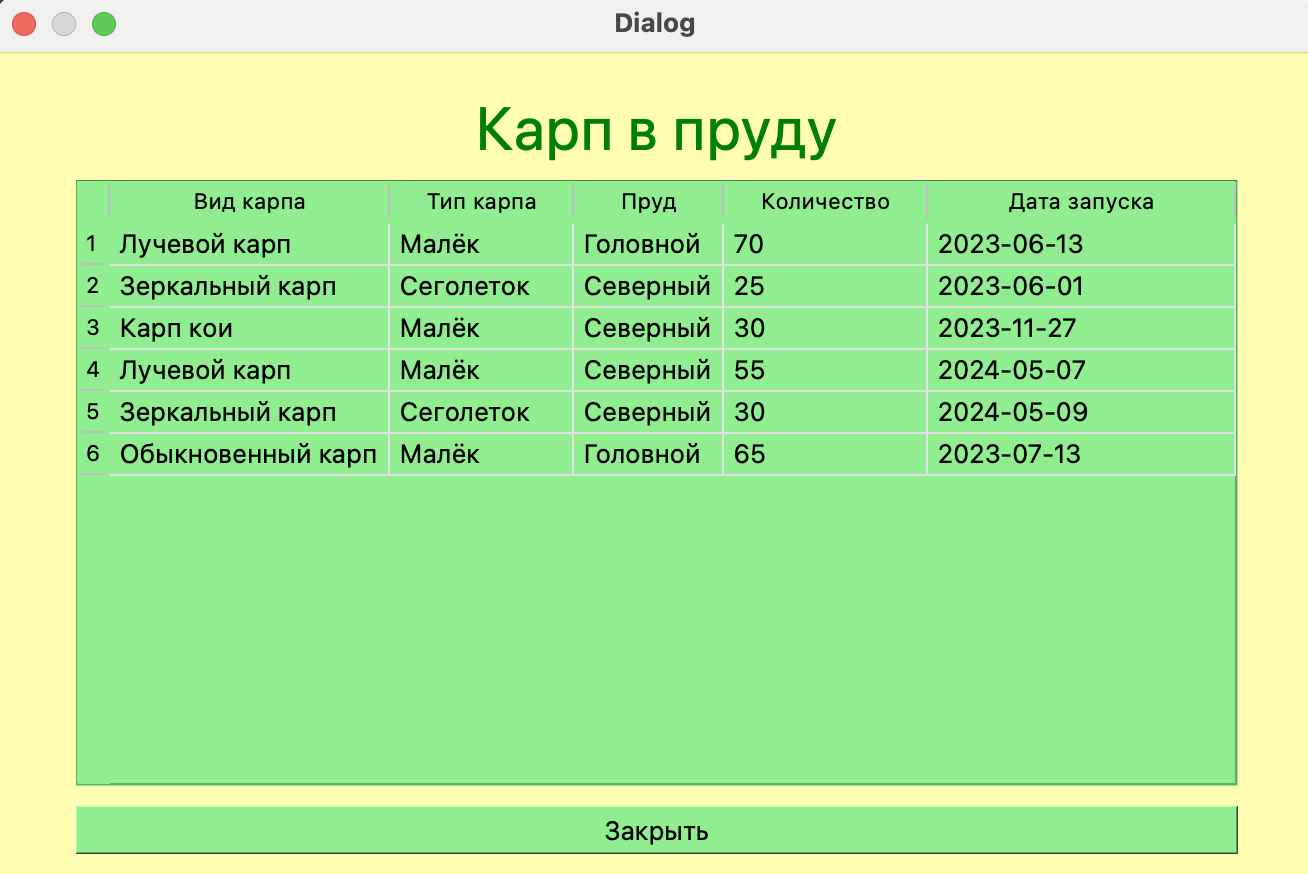 Dialog
Карп в пруду
Вид карпа Тип карпа Пруд Количество Дата запуска
1 Лучевой карп Малёк Головной 70 2023-06-13
2 Зеркальный карп Сеголеток Северный 25 2023-06-01
3 Карп кои Малёк Северный 30 2023-11-27
4 Лучевой карп Малёк Северный 55 2024-05-07
5 Зеркальный карп Сеголеток Северный 30 2024-05-09
6 Обыкновенный карп Малёк Головной 65 2023-07-13
Закрыть